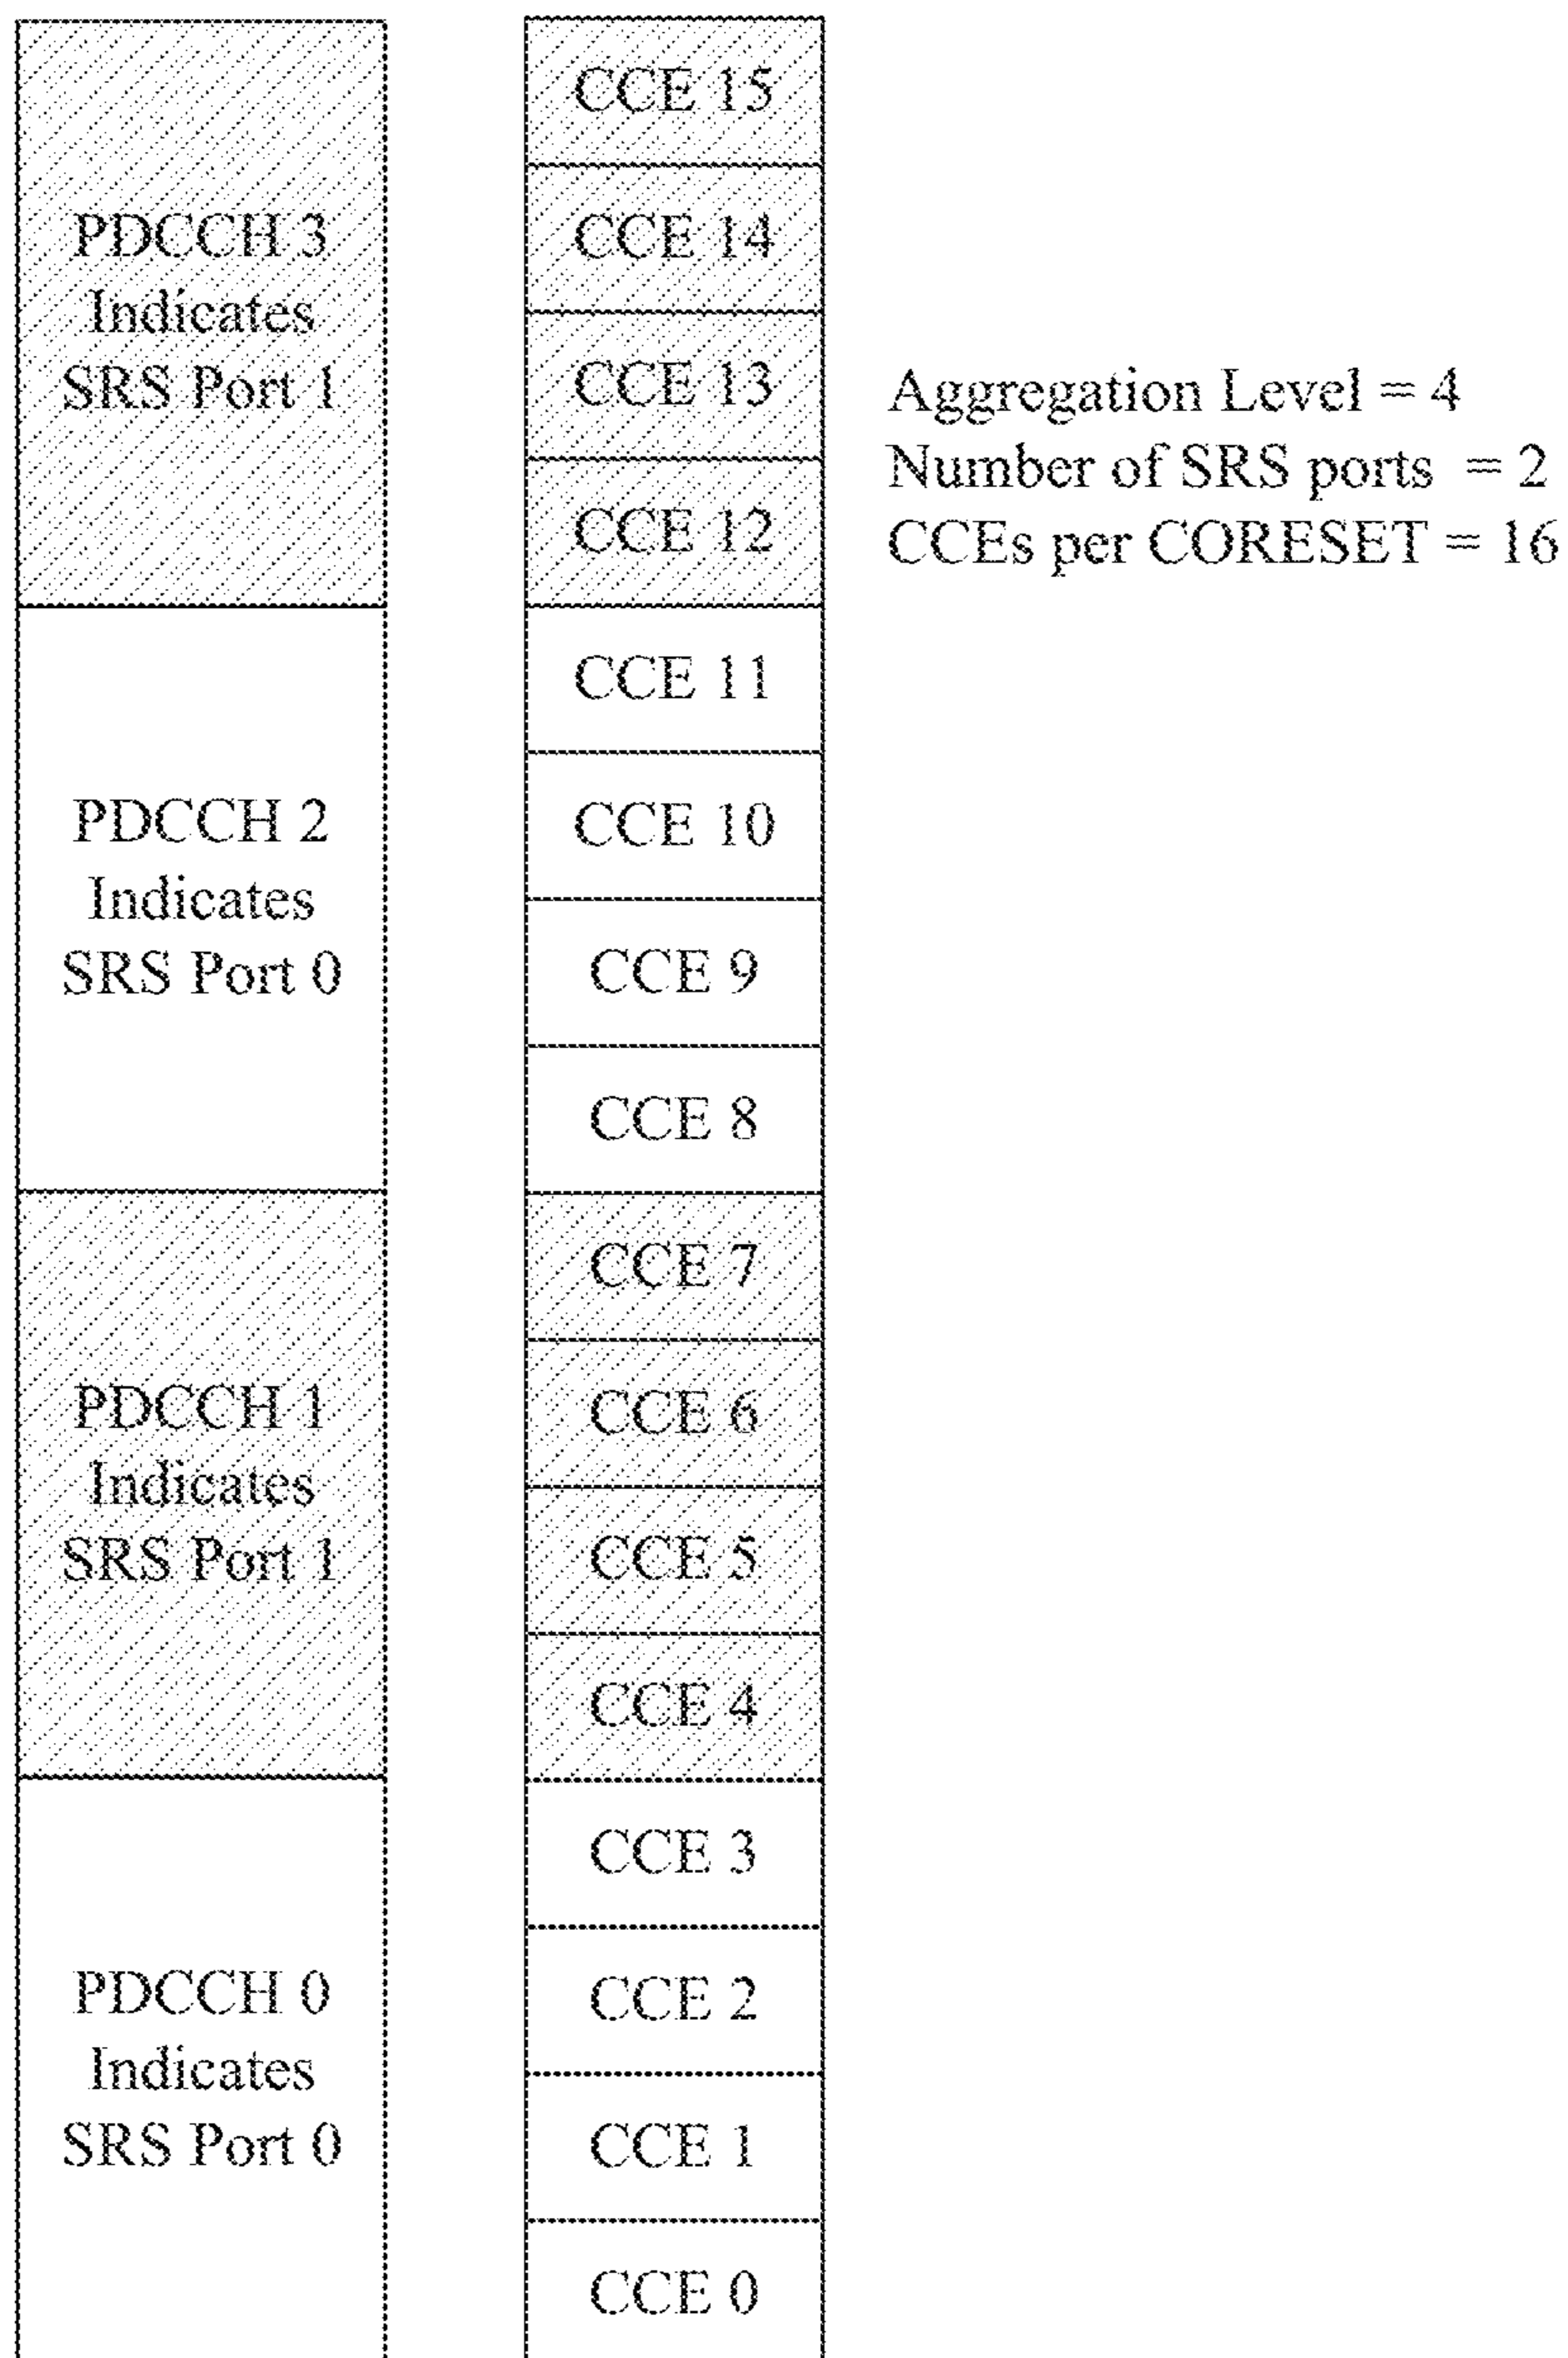 PDCCH 3
Indicates
SRS Port 1
PDCCH 2
Indicates
SRS Port 0
PDCCH 1
Indicates
SRS Port 1
PDCCH 0
Indicates
SRS Port 0
CCE 15
CCE 14
CCE 13
CCE 12
CCE 11
CCE 10
CCE 9
CCE 8
CCE 7
CCE 6
CCE 5
CCE 4
CCE 3
CCE 2
CCE 1
CCE 0
Aggregation Level = 4
Number of SRS ports = 2
CCEs per CORESET = 16